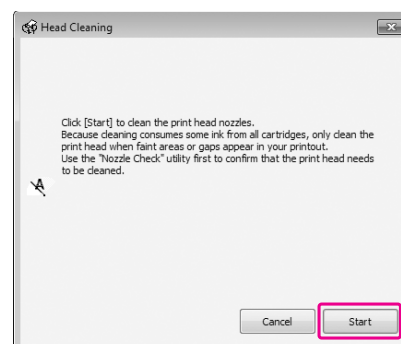 Head Cleaning
Click [Start] to clean the print head nozzles.
Because cleaning consumes some ink from all cartridges, only clean the
print head when faint areas or gaps appear in your printout.
Use the "Nozzle Check" utility first to confirm that the print head needs
to be cleaned.
A
Cancel
Start